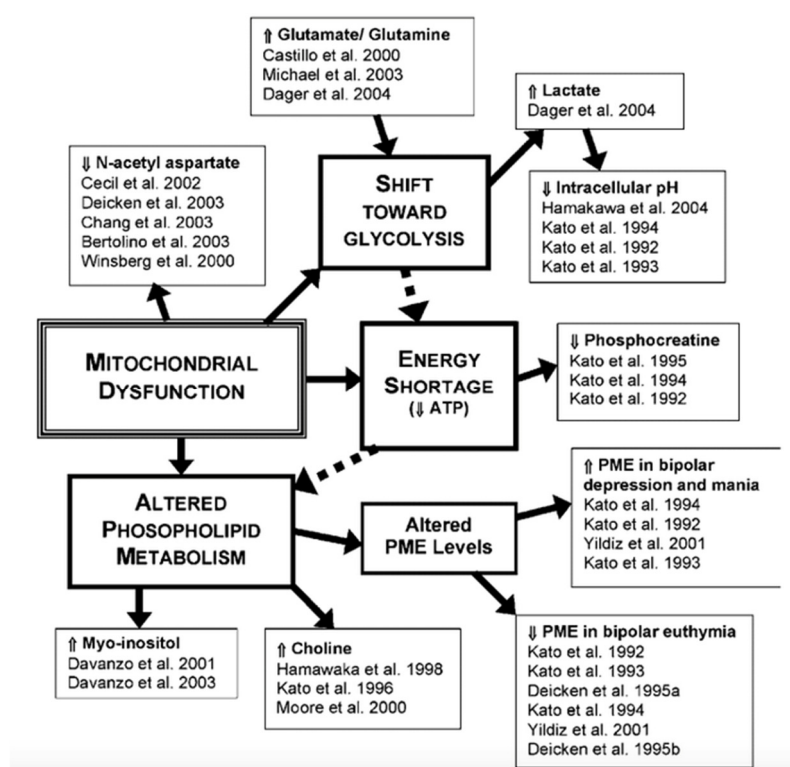 ⇑ Glutamate/ Glutamine
Castillo et al. 2000
Michael et al. 2003
Dager et al. 2004
⇑ Lactate
Dager et al. 2004
⇓ N-acetyl aspartate
Cecil et al. 2002
Deicken et al. 2003
Chang et al. 2003
Bertolino et al. 2003
Winsberg et al. 2000
SHIFT
TOWARD
GLYCOLYSIS
⇓ Intracellular pH
Hamakawa et al. 2004
Kato et al. 1994
Kato et al. 1992
Kato et al. 1993
MITOCHONDRIAL
DYSFUNCTION
ENERGY
SHORTAGE
(⇓ ATP)
⇓ Phosphocreatine
Kato et al. 1995
Kato et al. 1994
Kato et al. 1992
ALTERED
PHOSOPHOLIPID
METABOLISM
Altered
PME Levels
⇑ PME in bipolar
depression and mania
Kato et al. 1994
Kato et al. 1992
Yildiz et al. 2001
Kato et al. 1993
⇑ Myo-inositol
Davanzo et al. 2001
Davanzo et al. 2003
⇑ Choline
Hamawaka et al. 1998
Kato et al. 1996
Moore et al. 2000
⇓ PME in bipolar euthymia
Kato et al. 1992
Kato et al. 1993
Deicken et al. 1995a
Kato et al. 1994
Yildiz et al. 2001
Deicken et al. 1995b